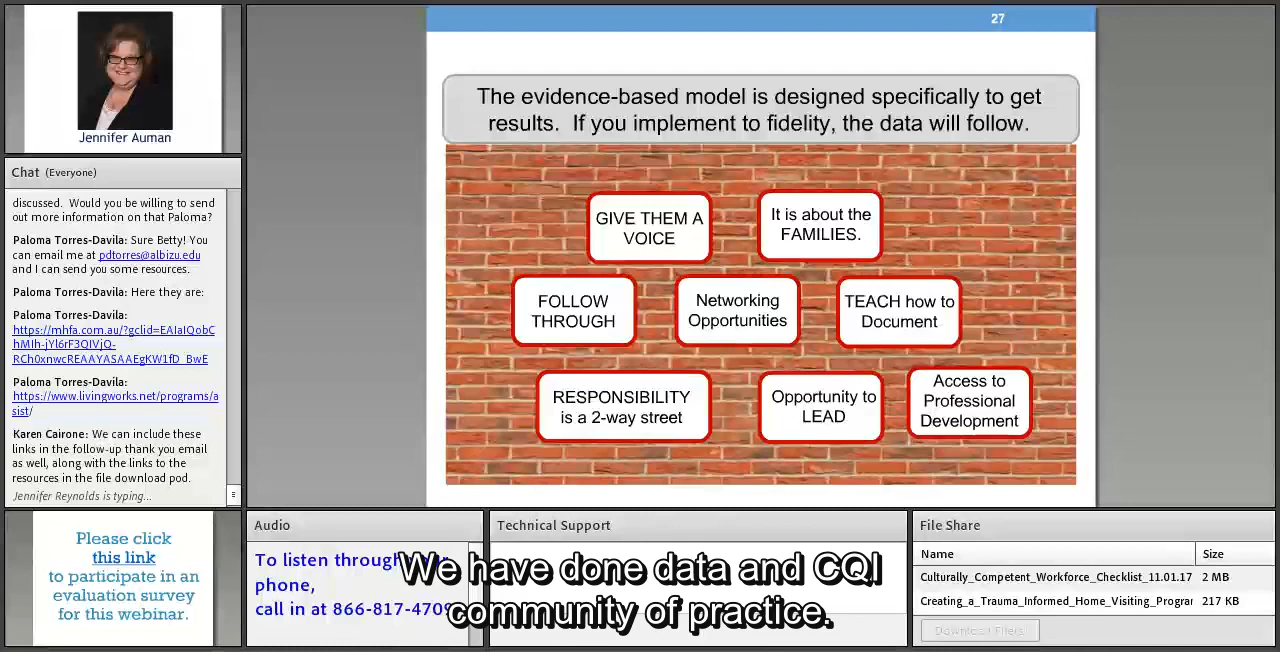 Jennifer Auman
Chat (Everyone)
discussed. Would you be willing to send
out more information on that Paloma?
Paloma Torres-Davila: Sure Betty! You
can email me at pdtorres@albizu.edu
and I can send you some resources.
Paloma Torres-Davila: Here they are:
Paloma Torres-Davila:
https://mhfa.com.au/?gclid=EAIaIQobC
hMIh-jYl6rF3QIVJQ-
RCh0xnwcREAAYASAAEgKW1fD_BwE
Paloma Torres-Davila:
https://www.livingworks.net/programs/a
sist/
Karen Cairone: We can include these
links in the follow-up thank you email
as well, along with the links to the
resources in the file download pod.
Jennifer Reynolds is typing...
27
The evidence-based model is designed specifically to get
results. If you implement to fidelity, the data will follow.
GIVE THEM A
VOICE
It is about the
FAMILIES.
FOLLOW
THROUGH
Networking
Opportunities
TEACH how to
Document
RESPONSIBILITY
is a 2-way street
Opportunity to
LEAD
Access to
Professional
Development
Please click
this link
to participate in an
evaluation survey
for this webinar.
Audio
To listen through
phone,
call in at 866-817-4709
Technical Support
We have done data and CQI
community of practice.
File Share
Name Size
Culturally_Competent_Workforce_Checklist_11.01.17 2 MB
Creating_a_Trauma_Informed_Home_Visiting_Progra 217 KB
Download File(s)